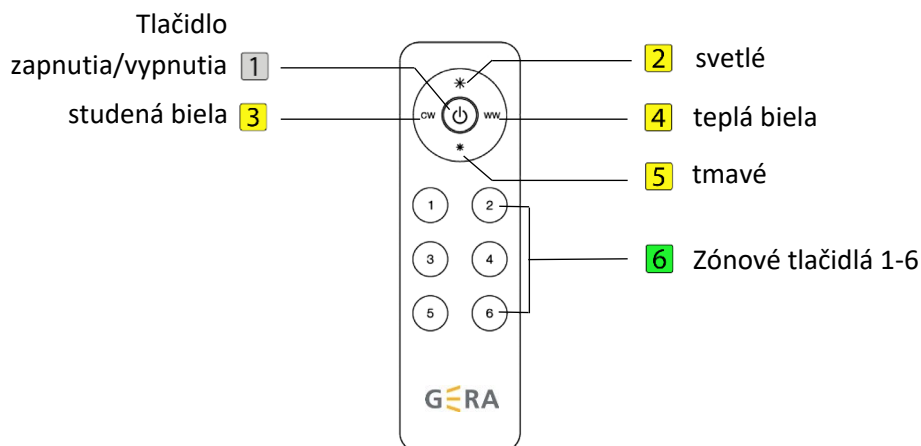 Tlačidlo
zapnutia/vypnutia 1
2 svetlé
studená biela 3
CW
WW
4 teplá biela
5 tmavé
1 2
3 4
6 Zónové tlačidlá 1-6
5 6
GERA